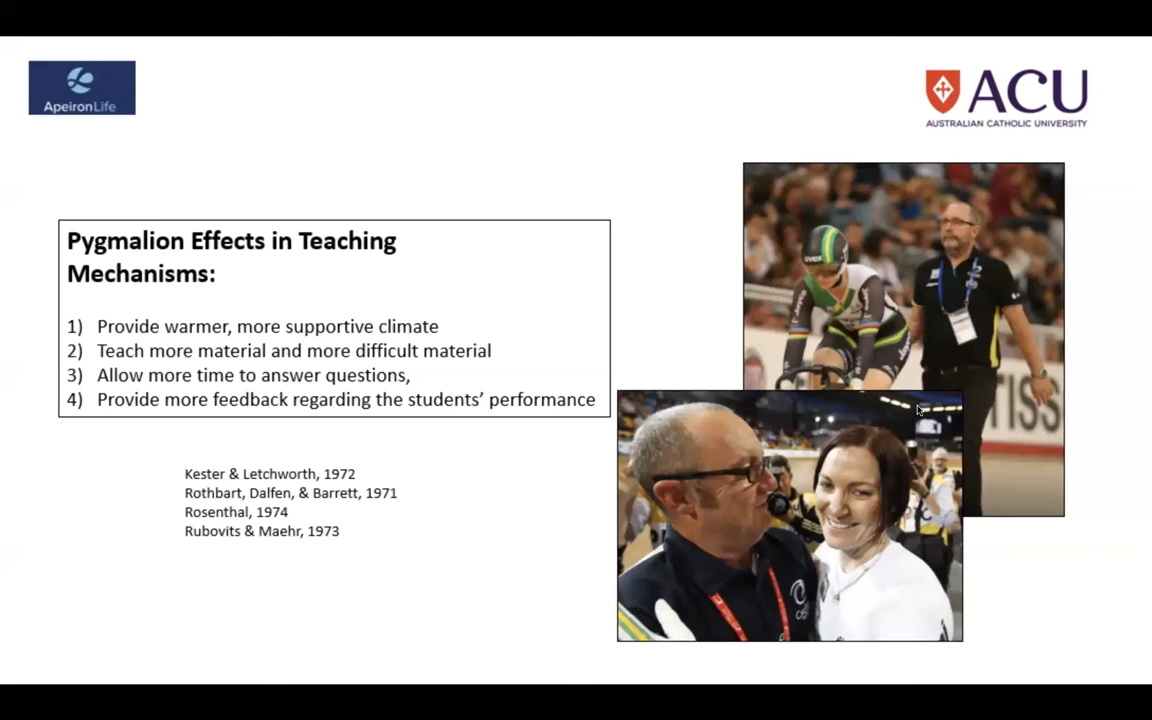 ApeironLife
ACU
AUSTRALIAN CATHOLIC UNIVERSITY
Pygmalion Effects in Teaching
Mechanisms:
1) Provide warmer, more supportive climate
2) Teach more material and more difficult material
3) Allow more time to answer questions,
4) Provide more feedback regarding the students’ performance
Kester & Letchworth, 1972
Rothbart, Dalfen, & Barrett, 1971
Rosenthal, 1974
Rubovits & Maehr, 1973
uvex
TISS